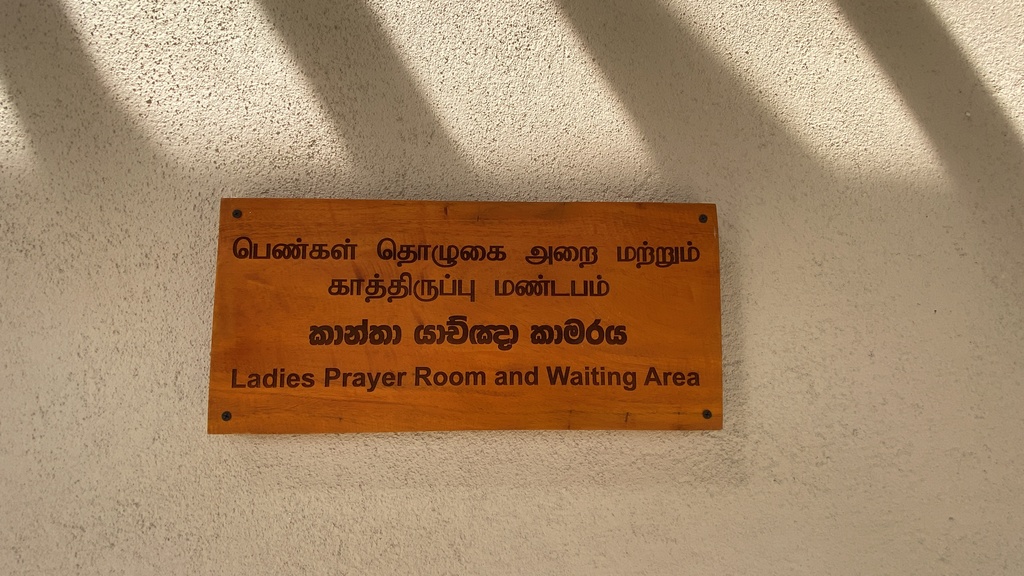 பெண்கள் தொழுகை அறை மற்றும்
காத்திருப்பு மண்டபம்
කාන්තා යාච්ඤා කාමරය
Ladies Prayer Room and Waiting Area